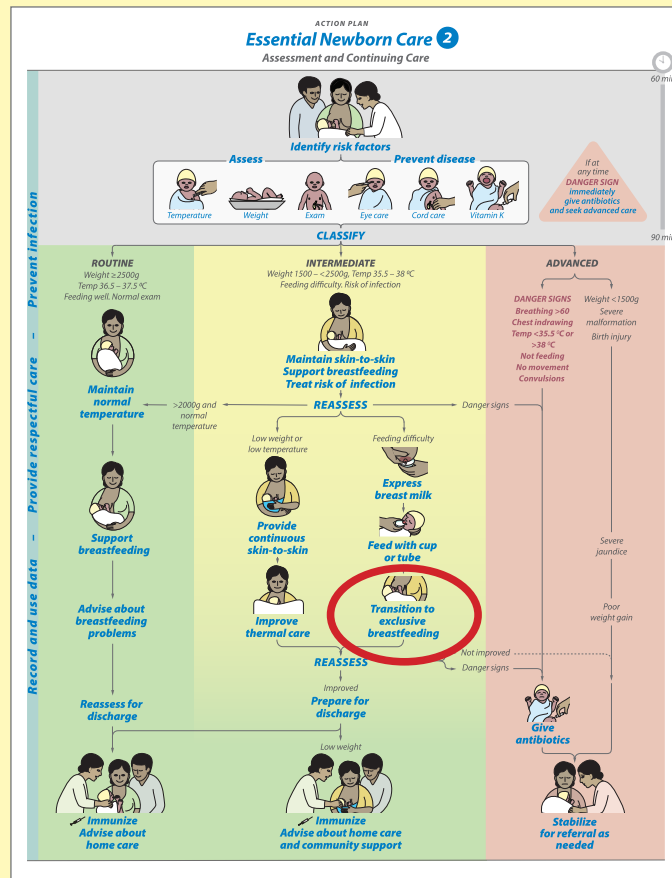 ACTION PLAN
Essential Newborn Care 2
Assessment and Continuing Care
60 min
Identify risk factors
Assess
Prevent disease
Temperature
Weight
Exam
Eye care
Cord care
Vitamin K
If at
any time
DANGER SIGN
immediately
give antibiotics
and seek advanced care
CLASSIFY
90 min
Prevent infection
–
Provide respectful care
–
Record and use data
ROUTINE
Weight ≥2500g
Temp 36.5 – 37.5 ºC
Feeding well. Normal exam
Maintain
normal
temperature
Support
breastfeeding
Advise about
breastfeeding
problems
Reassess for
discharge
Immunize
Advise about
home care
INTERMEDIATE
Weight 1500 – <2500g, Temp 35.5 – 38 ºC
Feeding difficulty. Risk of infection
Maintain skin-to-skin
Support breastfeeding
Treat risk of infection
REASSESS
>2000g and
normal
temperature
Danger signs
Low weight or
low temperature
Provide
continuous
skin-to-skin
Improve
thermal care
Feeding difficulty
Express
breast milk
Feed with cup
or tube
Transition to
exclusive
breastfeeding
REASSESS
Not improved
Danger signs
Improved
Prepare for
discharge
Low weight
Immunize
Advise about home care
and community support
ADVANCED
DANGER SIGNS
Breathing >60
Chest indrawing
Temp <35.5 ºC or
>38 ºC
Not feeding
No movement
Convulsions
Weight <1500g
Severe
malformation
Birth injury
Severe
jaundice
Poor
weight gain
Give
antibiotics
Stabilize
for referral as
needed